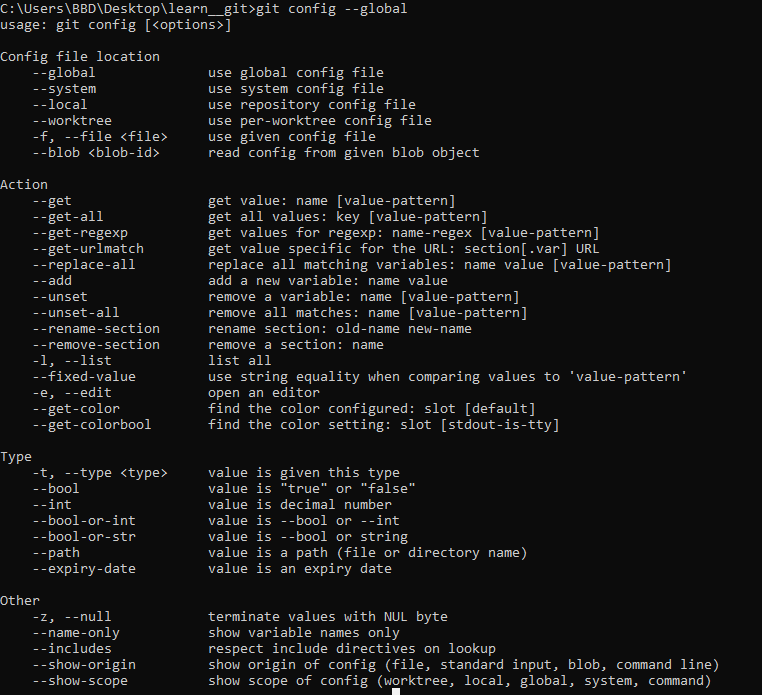 C:\Users\BBD\Desktop\learn__git>git config --global
usage: git config [<options>]

Config file location
    --global              use global config file
    --system              use system config file
    --local               use repository config file
    --worktree            use per-worktree config file
    -f, --file <file>     use given config file
    --blob <blob-id>      read config from given blob object

Action
    --get                 get value: name [value-pattern]
    --get-all             get all values: key [value-pattern]
    --get-regexp          get values for regexp: name-regex [value-pattern]
    --get-urlmatch        get value specific for the URL: section[.var] URL
    --replace-all         replace all matching variables: name value [value-pattern]
    --add                 add a new variable: name value
    --unset               remove a variable: name [value-pattern]
    --unset-all           remove all matches: name [value-pattern]
    --rename-section      rename section: old-name new-name
    --remove-section      remove a section: name
    -l, --list            list all
    --fixed-value         use string equality when comparing values to 'value-pattern'
    -e, --edit            open an editor
    --get-color           find the color configured: slot [default]
    --get-colorbool       find the color setting: slot [stdout-is-tty]

Type
    -t, --type <type>     value is given this type
    --bool                value is "true" or "false"
    --int                 value is decimal number
    --bool-or-int         value is --bool or --int
    --bool-or-str         value is --bool or string
    --path                value is a path (file or directory name)
    --expiry-date         value is an expiry date

Other
    -z, --null            terminate values with NUL byte
    --name-only           show variable names only
    --includes            respect include directives on lookup
    --show-origin         show origin of config (file, standard input, blob, command line)
    --show-scope          show scope of config (worktree, local, global, system, command)